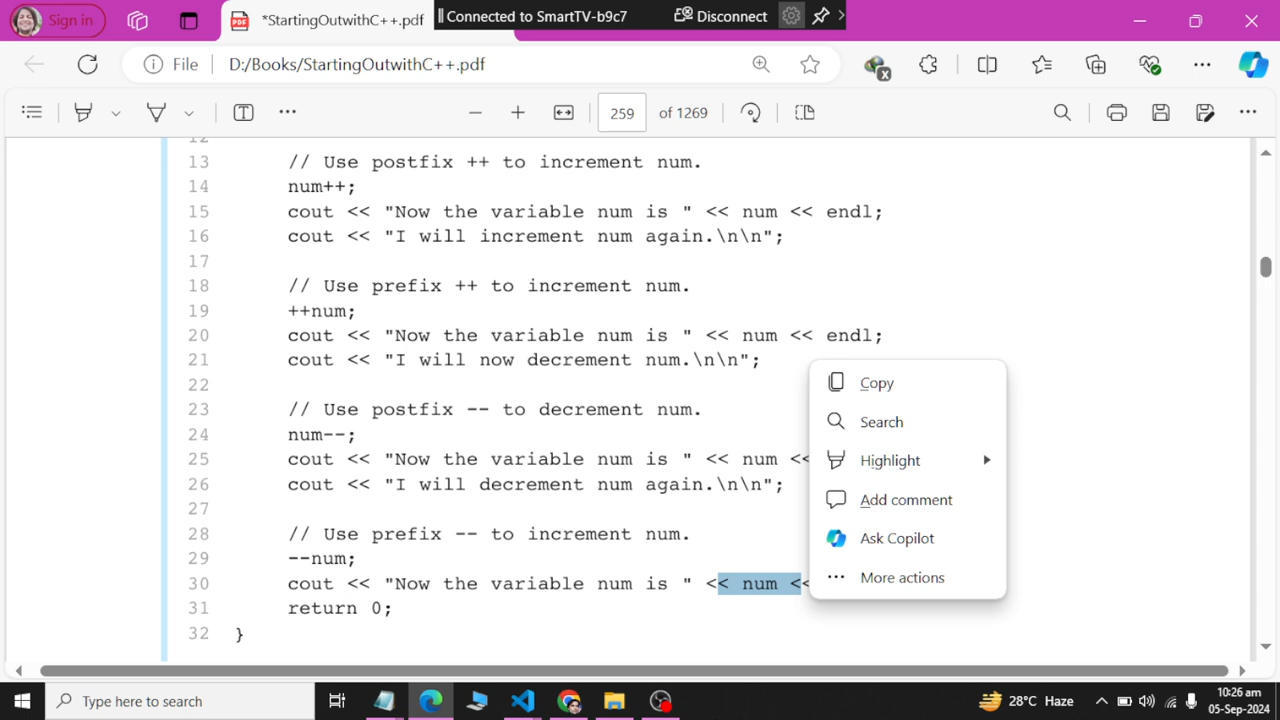 Sign in
*StartingOutwithC++.pdf
Connected to SmartTV-b9c7
Disconnect
File
D:/Books/StartingOutwithC++.pdf
259 of 1269
13 // Use postfix ++ to increment num.
14 num++;
15 cout << "Now the variable num is " << num << endl;
16 cout << "I will increment num again.\n\n";
17
18 // Use prefix ++ to increment num.
19 ++num;
20 cout << "Now the variable num is " << num << endl;
21 cout << "I will now decrement num.\n\n";
22
23 // Use postfix -- to decrement num.
24 num--;
25 cout << "Now the variable num is " << num <<
26 cout << "I will decrement num again.\n\n";
27
28 // Use prefix -- to increment num.
29 --num;
30 cout << "Now the variable num is " << num <<
31 return 0;
32 }
Copy
Search
Highlight
Add comment
Ask Copilot
More actions
Type here to search
28°C Haze
10:26 am
05-Sep-2024